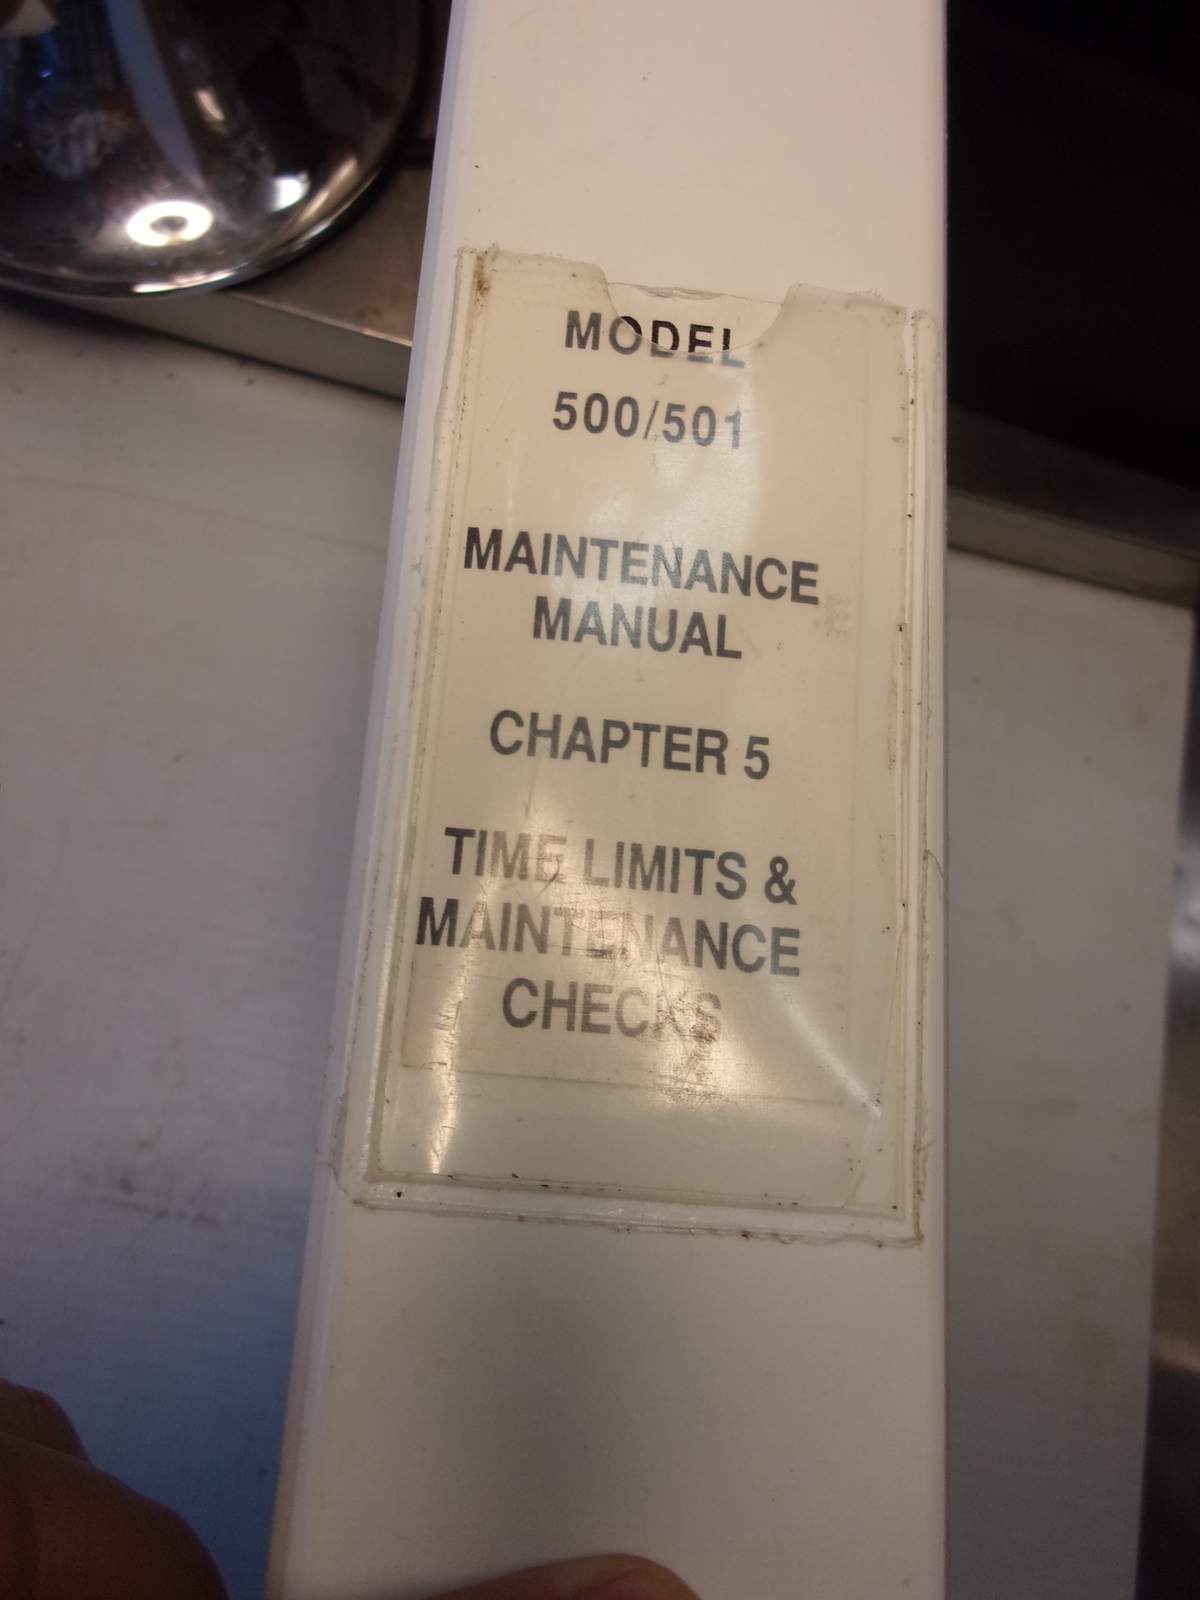 MODEL
500/501
MAINTENANCE
MANUAL
CHAPTER 5
TIME LIMITS &
MAINTENANCE
CHECKS